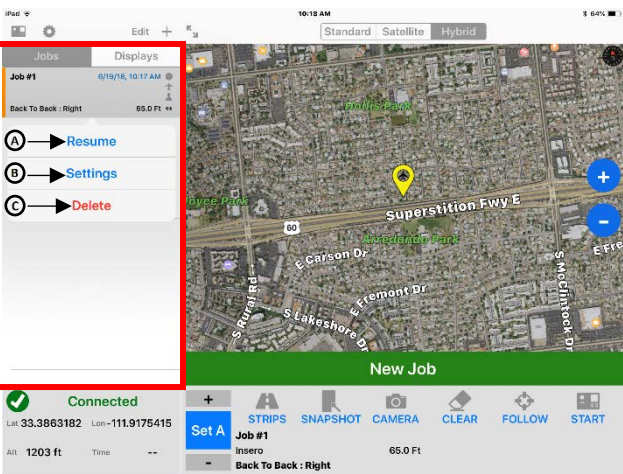 iPad
10:18 AM
64%
Edit
Standard
Satellite
Hybrid
Jobs
Displays
Job #1
6/19/18, 10:17 AM
Back To Back : Right
65.0 Ft
A
Resume
B
Settings
C
Delete
Hollis Park
Joyce Park
Superstition Fwy E
60
Arredondo Park
E Carson Dr
E Fremont Dr
S Lakeshore Dr
S Rural Rd
S McClintock Dr
E Fre
+
-
New Job
Connected
Lat 33.3863182
Lon -111.9175415
Alt 1203 ft
Time --
+
Set A
-
STRIPS
SNAPSHOT
CAMERA
CLEAR
FOLLOW
START
Job #1
Insero
65.0 Ft
Back To Back : Right